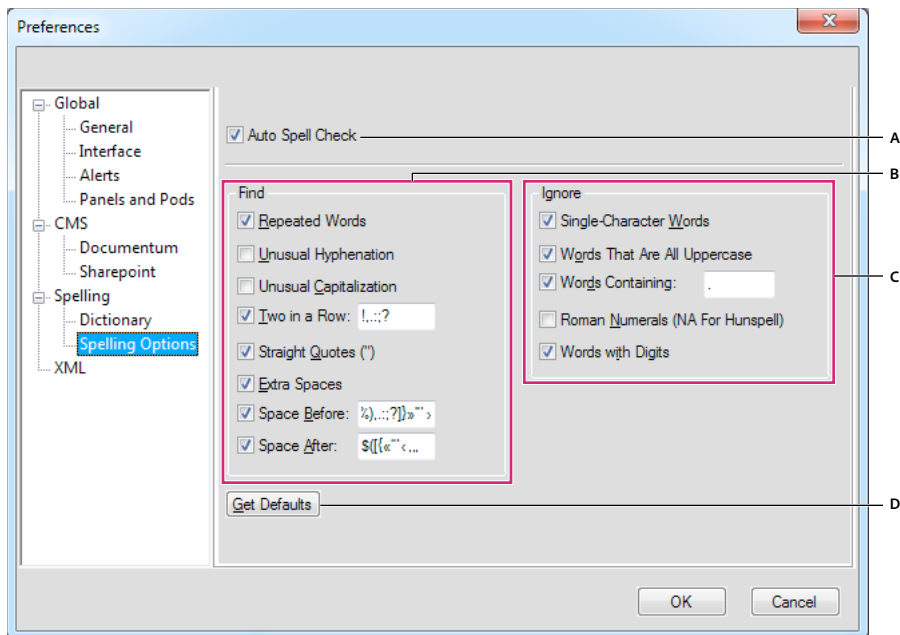 Preferences
Global
General
Interface
Alerts
Panels and Pods
CMS
Documentum
Sharepoint
Spelling
Dictionary
Spelling Options
XML
Auto Spell Check
A
B
Find
Repeated Words
Unusual Hyphenation
Unusual Capitalization
Two in a Row: !,.:;?
Straight Quotes (")
Extra Spaces
Space Before: %),.:;?]}»"˙›
Space After: $([{«"˙‹,„
Ignore
Single-Character Words
Words That Are All Uppercase
Words Containing: .
Roman Numerals (NA For Hunspell)
Words with Digits
C
Get Defaults
D
OK
Cancel